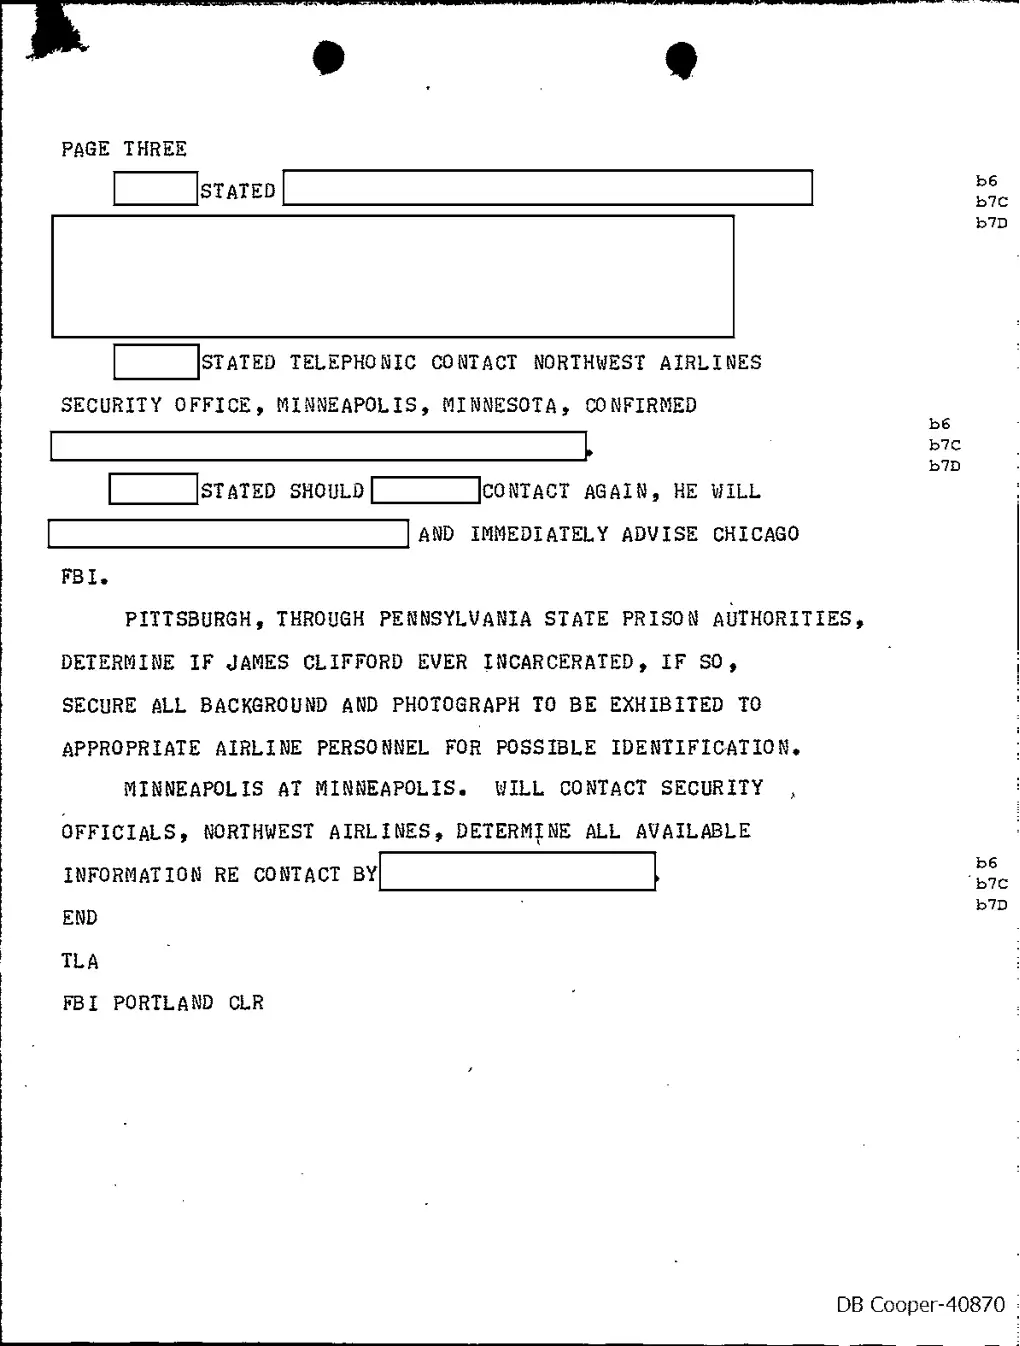 PAGE THREE
STATED
b6
b7C
b7D
STATED TELEPHONIC CONTACT NORTHWEST AIRLINES
SECURITY OFFICE, MINNEAPOLIS, MINNESOTA, CONFIRMED
.
b6
b7C
b7D
STATED SHOULD CONTACT AGAIN, HE WILL
AND IMMEDIATELY ADVISE CHICAGO
FBI.
PITTSBURGH, THROUGH PENNSYLVANIA STATE PRISON AUTHORITIES,
DETERMINE IF JAMES CLIFFORD EVER INCARCERATED, IF SO,
SECURE ALL BACKGROUND AND PHOTOGRAPH TO BE EXHIBITED TO
APPROPRIATE AIRLINE PERSONNEL FOR POSSIBLE IDENTIFICATION.
MINNEAPOLIS AT MINNEAPOLIS. WILL CONTACT SECURITY
OFFICIALS, NORTHWEST AIRLINES, DETERMINE ALL AVAILABLE
INFORMATION RE CONTACT BY .
b6
b7C
b7D
END
TLA
FBI PORTLAND CLR
DB Cooper-40870